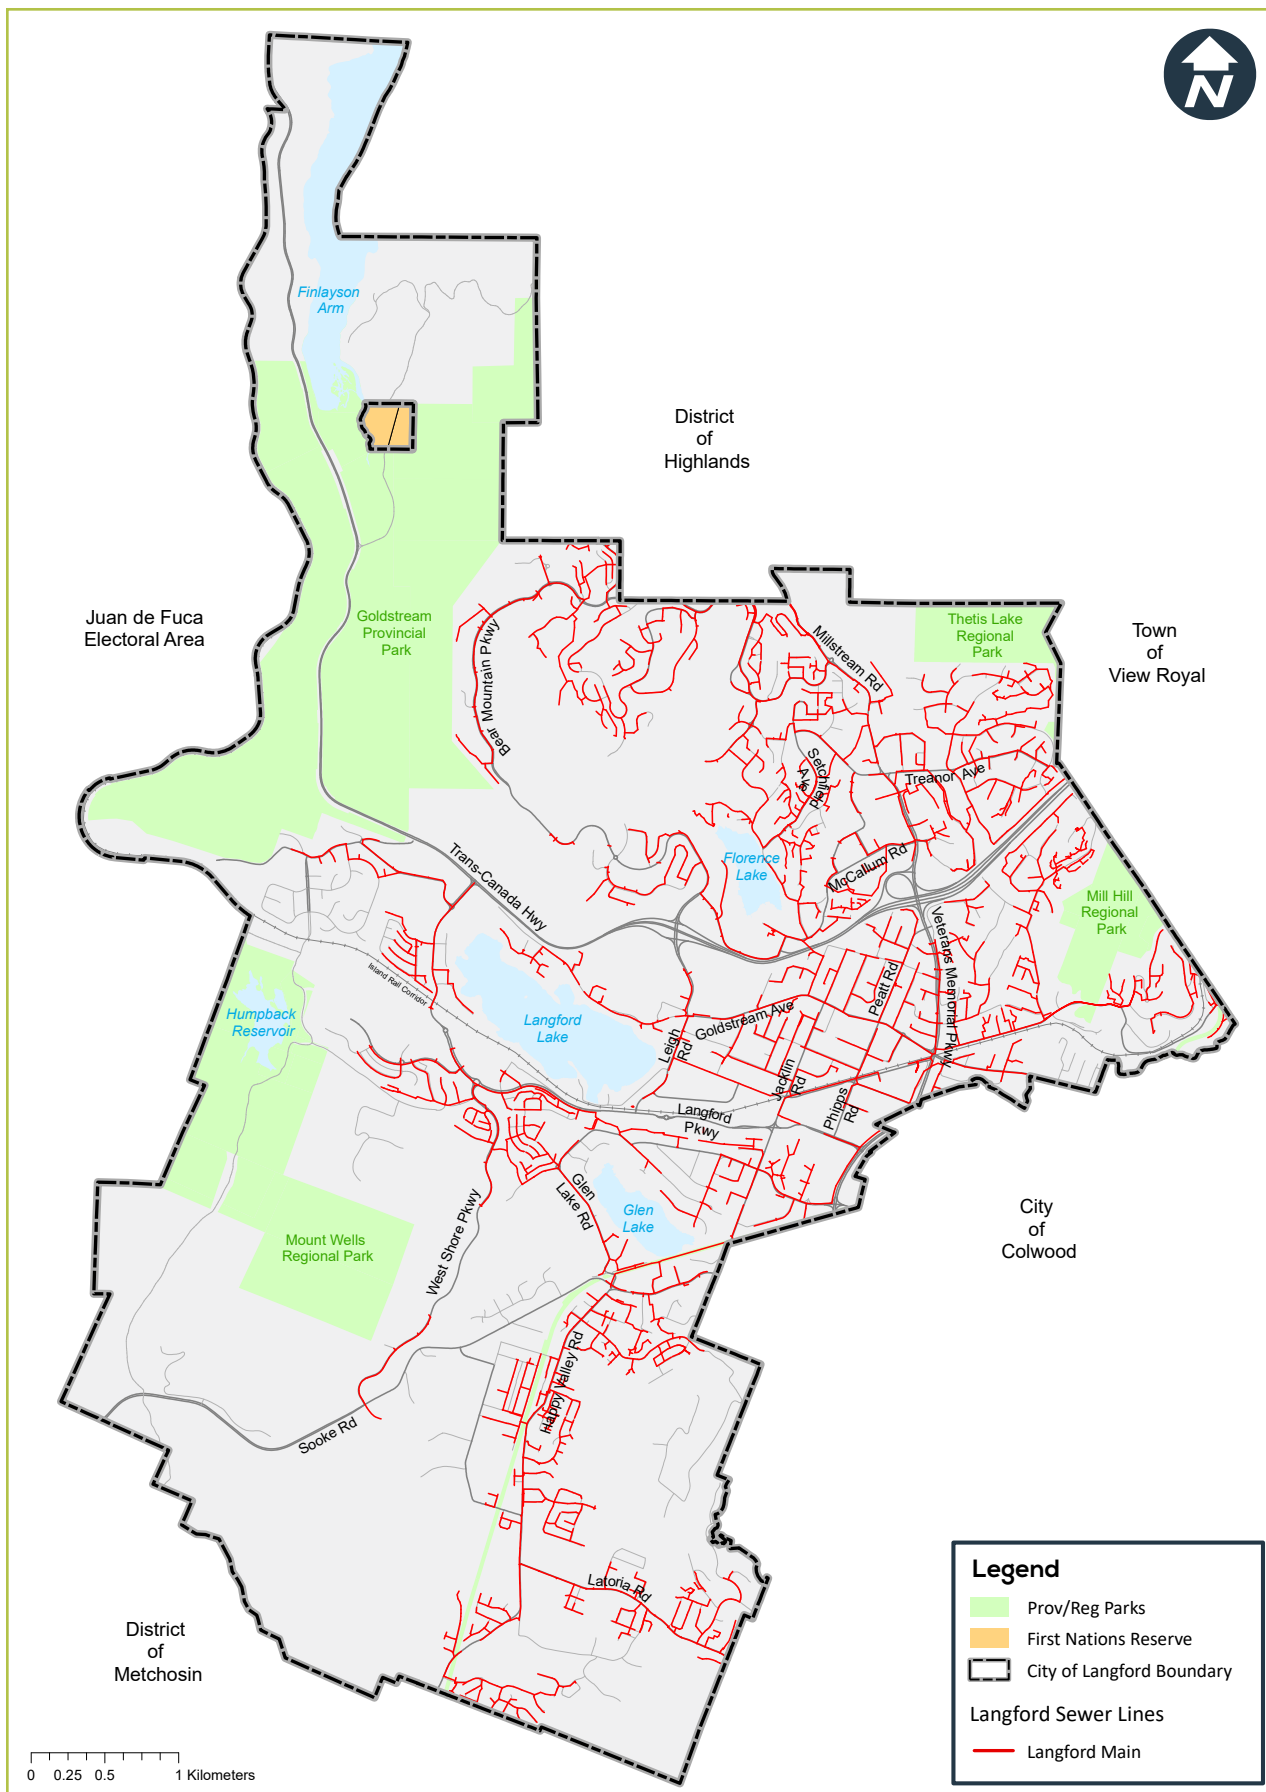 N
Finlayson
Arm
District
of
Highlands
Juan de Fuca
Electoral Area
Goldstream
Provincial
Park
Thetis Lake
Regional
Park
Town
of
View Royal
Bear Mountain Pkwy
Millstream Rd
Setchfield
Ave
Treanor Ave
Trans-Canada Hwy
Florence
Lake
McCallum Rd
Mill Hill
Regional
Park
Veterans Memorial Pkwy
Island Rail Corridor
Peatt Rd
Humpback
Reservoir
Langford
Lake
Goldstream Ave
Leigh
Rd
Jacklin
Rd
Langford
Pkwy
Phipps
Rd
Glen
Lake Rd
Glen
Lake
City
of
Colwood
Mount Wells
Regional Park
West Shore Pkwy
Happy Valley Rd
Sooke Rd
Latoria Rd
District
of
Metchosin
Legend
Prov/Reg Parks
First Nations Reserve
City of Langford Boundary
Langford Sewer Lines
Langford Main
0 0.25 0.5 1 Kilometers